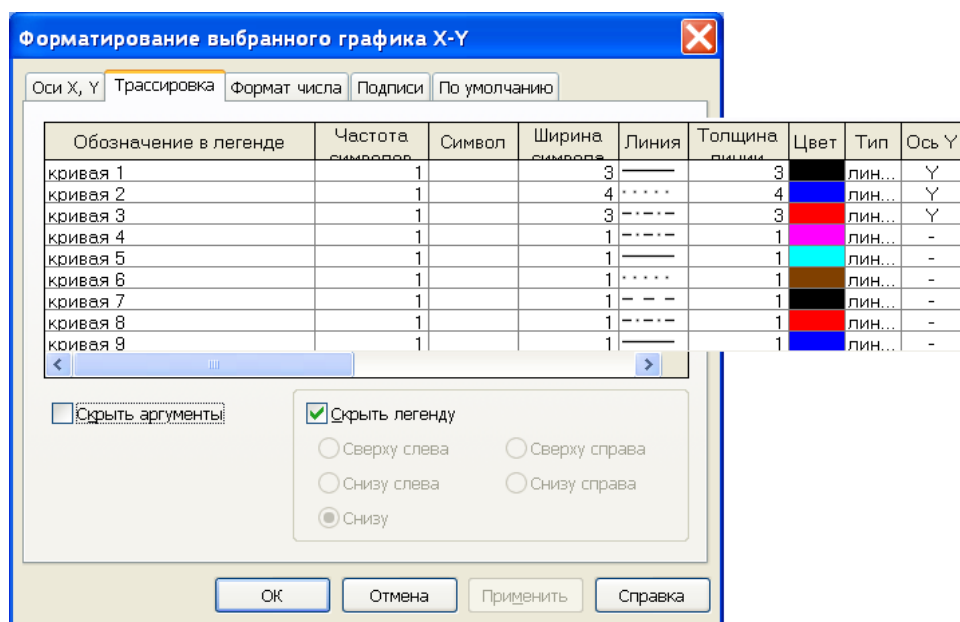 Форматирование выбранного графика X-Y
Оси X, Y Трассировка Формат числа Подписи По умолчанию
Обозначение в легенде Частота символов Символ Ширина символа Линия Толщина линии Цвет Тип Ось Y
кривая 1 1 3 3 лин... Y
кривая 2 1 4 4 лин... Y
кривая 3 1 3 3 лин... Y
кривая 4 1 1 1 лин... -
кривая 5 1 1 1 лин... -
кривая 6 1 1 1 лин... -
кривая 7 1 1 1 лин... -
кривая 8 1 1 1 лин... -
кривая 9 1 1 1 лин... -
Скрыть аргументы Скрыть легенду
Сверху слева Сверху справа
Снизу слева Снизу справа
Снизу
ОК Отмена Применить Справка